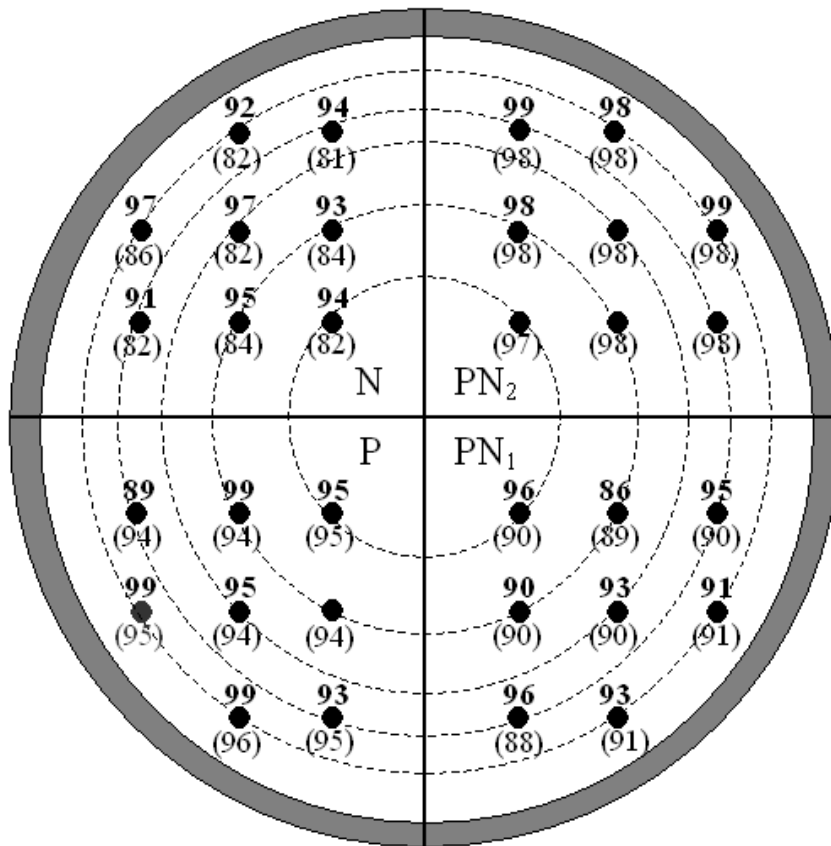 92 94 99 98
(82) (81) (98) (98)
97 97 93 98 99
(86) (82) (84) (98) (98) (98)
91 95 94
(82) (84) (82) (97) (98) (98)
N PN₂
P PN₁
89 99 95 96 86 95
(94) (94) (95) (90) (89) (90)
99 95 90 93 91
(95) (94) (94) (90) (90) (91)
99 93 96 93
(96) (95) (88) (91)